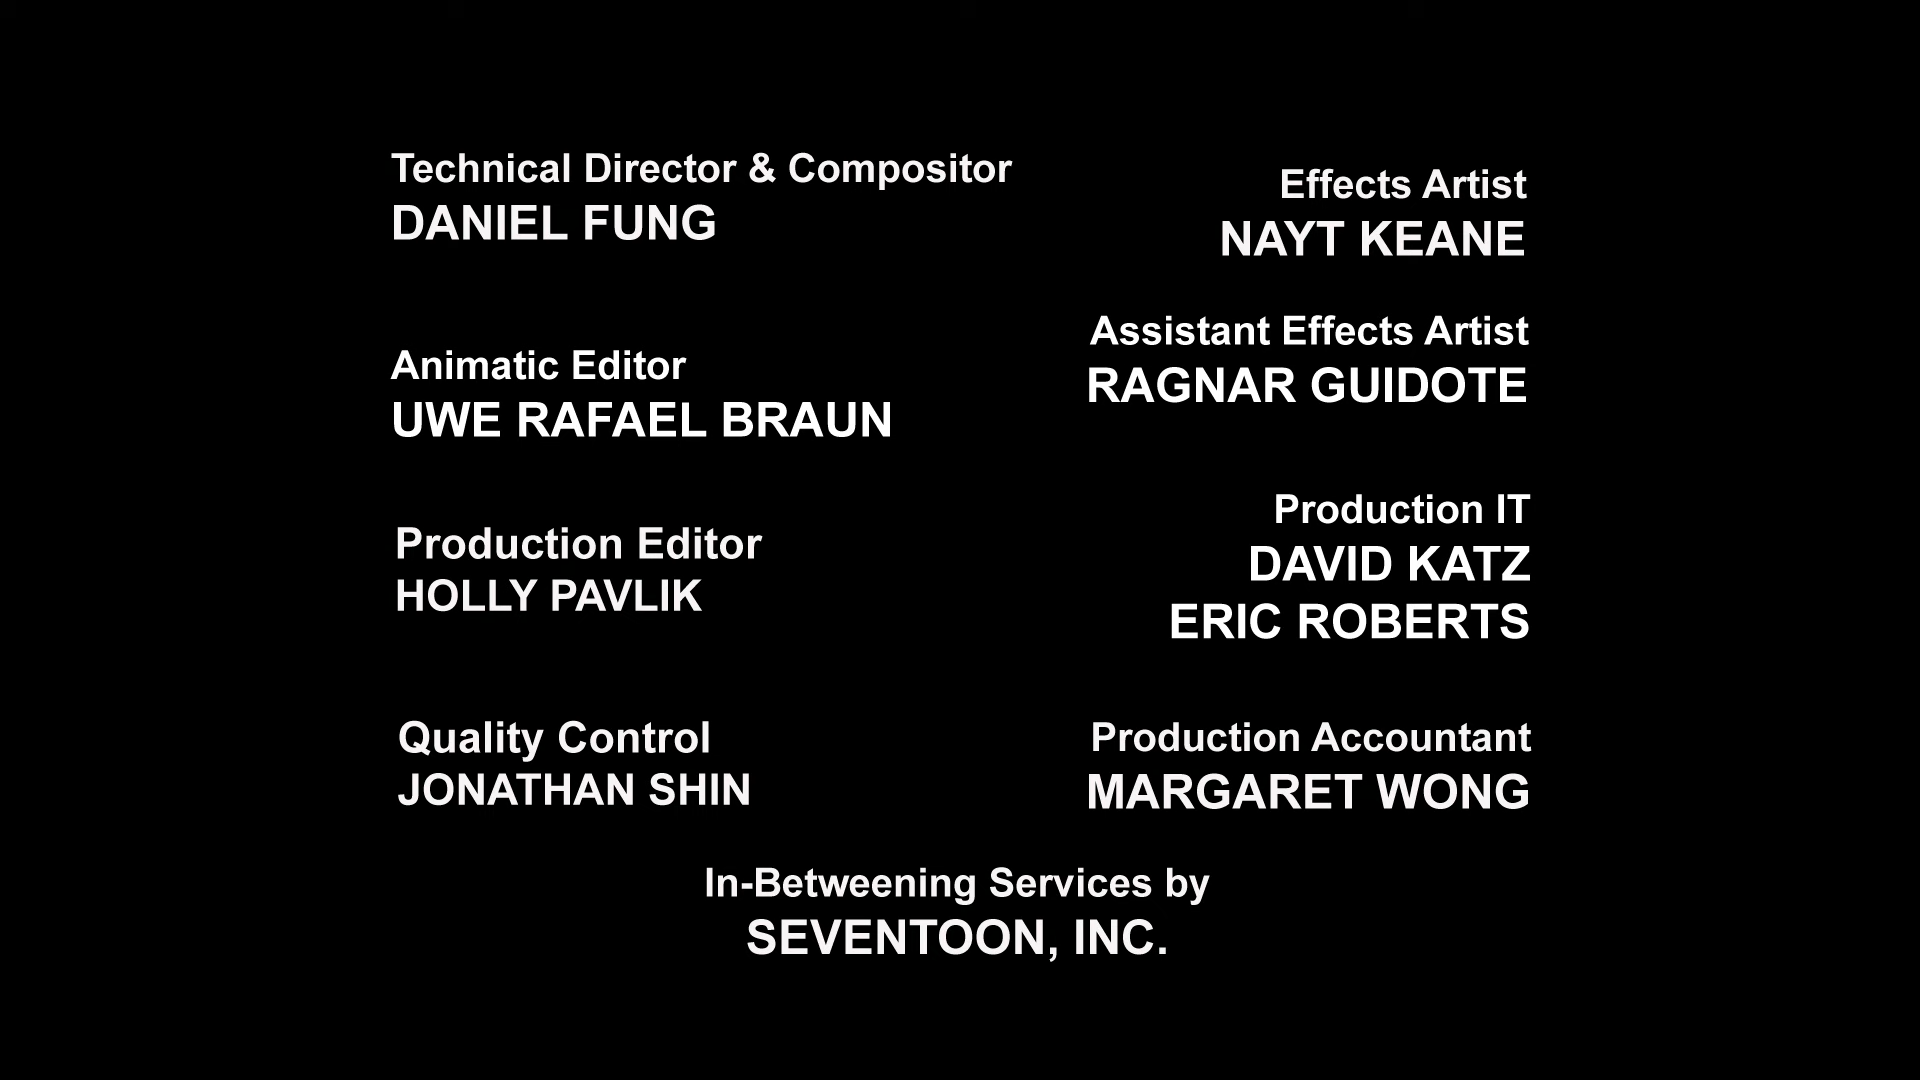 Technical Director & Compositor
DANIEL FUNG
Animatic Editor
UWE RAFAEL BRAUN
Production Editor
HOLLY PAVLIK
Quality Control
JONATHAN SHIN
Effects Artist
NAYT KEANE
Assistant Effects Artist
RAGNAR GUIDOTE
Production IT
DAVID KATZ
ERIC ROBERTS
Production Accountant
MARGARET WONG
In-Betweening Services by
SEVENTOON, INC.